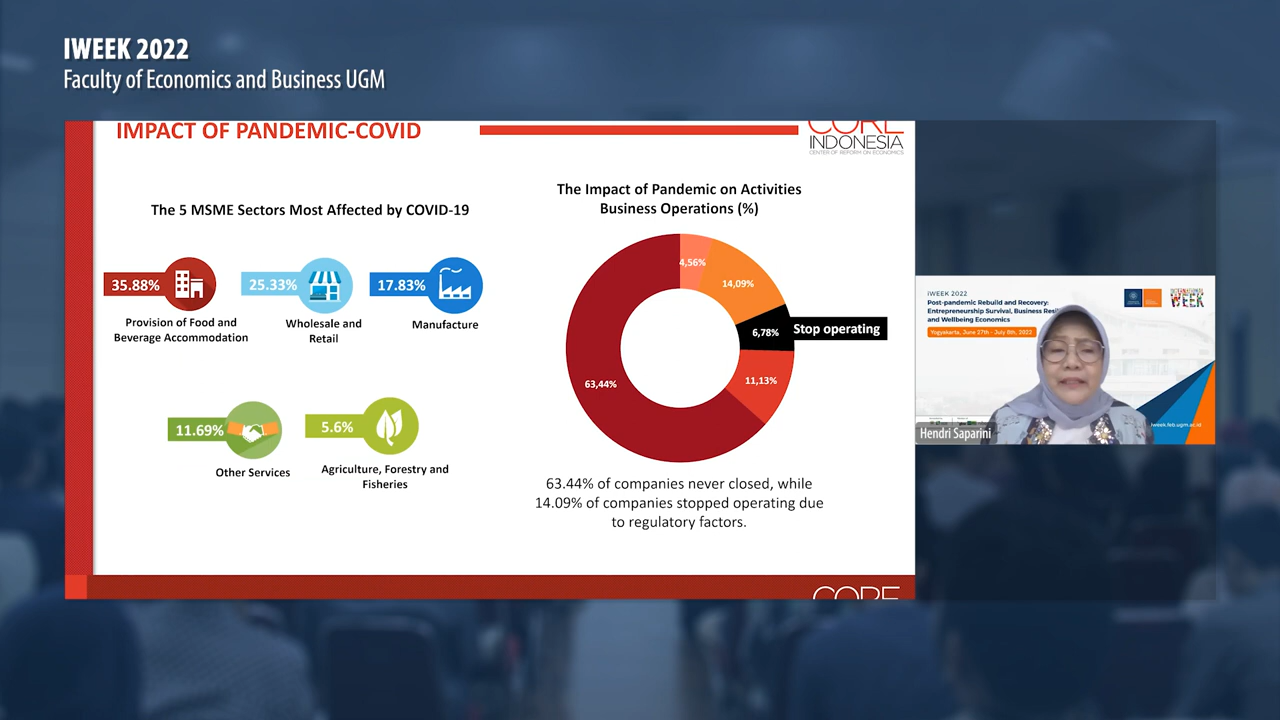 IWEEK 2022
Faculty of Economics and Business UGM
IMPACT OF PANDEMIC-COVID
CORE
INDONESIA
CENTER OF REFORM ON ECONOMICS
The 5 MSME Sectors Most Affected by COVID-19
35.88%
Provision of Food and
Beverage Accommodation
25.33%
Wholesale and
Retail
17.83%
Manufacture
11.69%
Other Services
5.6%
Agriculture, Forestry and
Fisheries
The Impact of Pandemic on Activities
Business Operations (%)
4,56%
14,09%
6,78%
Stop operating
11,13%
63,44%
63.44% of companies never closed, while
14.09% of companies stopped operating due
to regulatory factors.
CORE
IWEEK 2022
Post-pandemic Rebuild and Recovery:
Entrepreneurship Survival, Business Resi
and Wellbeing Economics
Yogyakarta, June 27th - July 8th, 2022
INTERNATIONAL
WEEK
iweek.feb.ugm.ac.id
Hendri Saparini